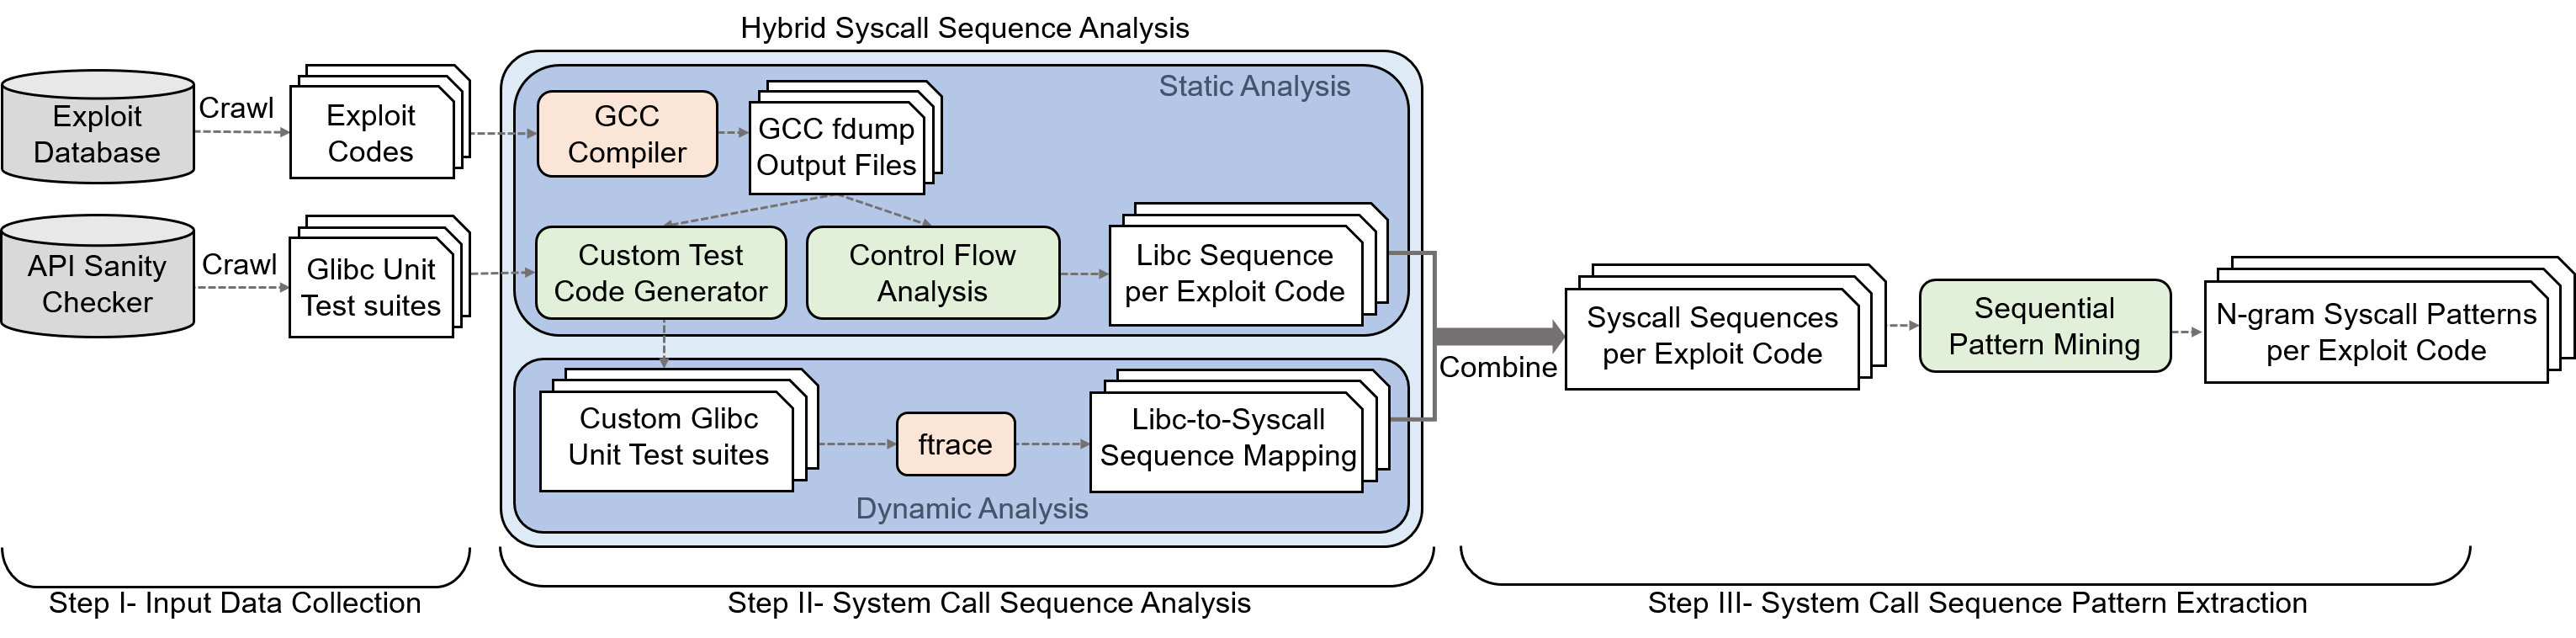 Hybrid Syscall Sequence Analysis
Exploit
Database
Crawl
Exploit
Codes
API Sanity
Checker
Crawl
Glibc Unit
Test suites
Static Analysis
GCC
Compiler
GCC fdump
Output Files
Custom Test
Code Generator
Control Flow
Analysis
Libc Sequence
per Exploit Code
Custom Glibc
Unit Test suites
ftrace
Libc-to-Syscall
Sequence Mapping
Dynamic Analysis
Combine
Syscall Sequences
per Exploit Code
Sequential
Pattern Mining
N-gram Syscall Patterns
per Exploit Code
Step I- Input Data Collection
Step II- System Call Sequence Analysis
Step III- System Call Sequence Pattern Extraction